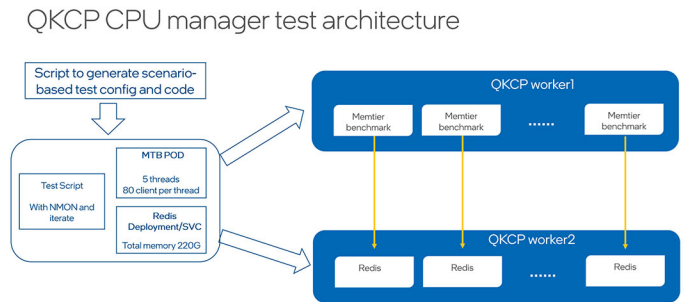 QKCP CPU manager test architecture
Script to generate scenario-
based test config and code
Test Script
With NMON and
iterate
MTB POD
5 threads
80 client per thread
Redis
Deployment/SVC
Total memory 220G
QKCP worker1
Memtier
benchmark
Memtier
benchmark
......
Memtier
benchmark
QKCP worker2
Redis
Redis
......
Redis